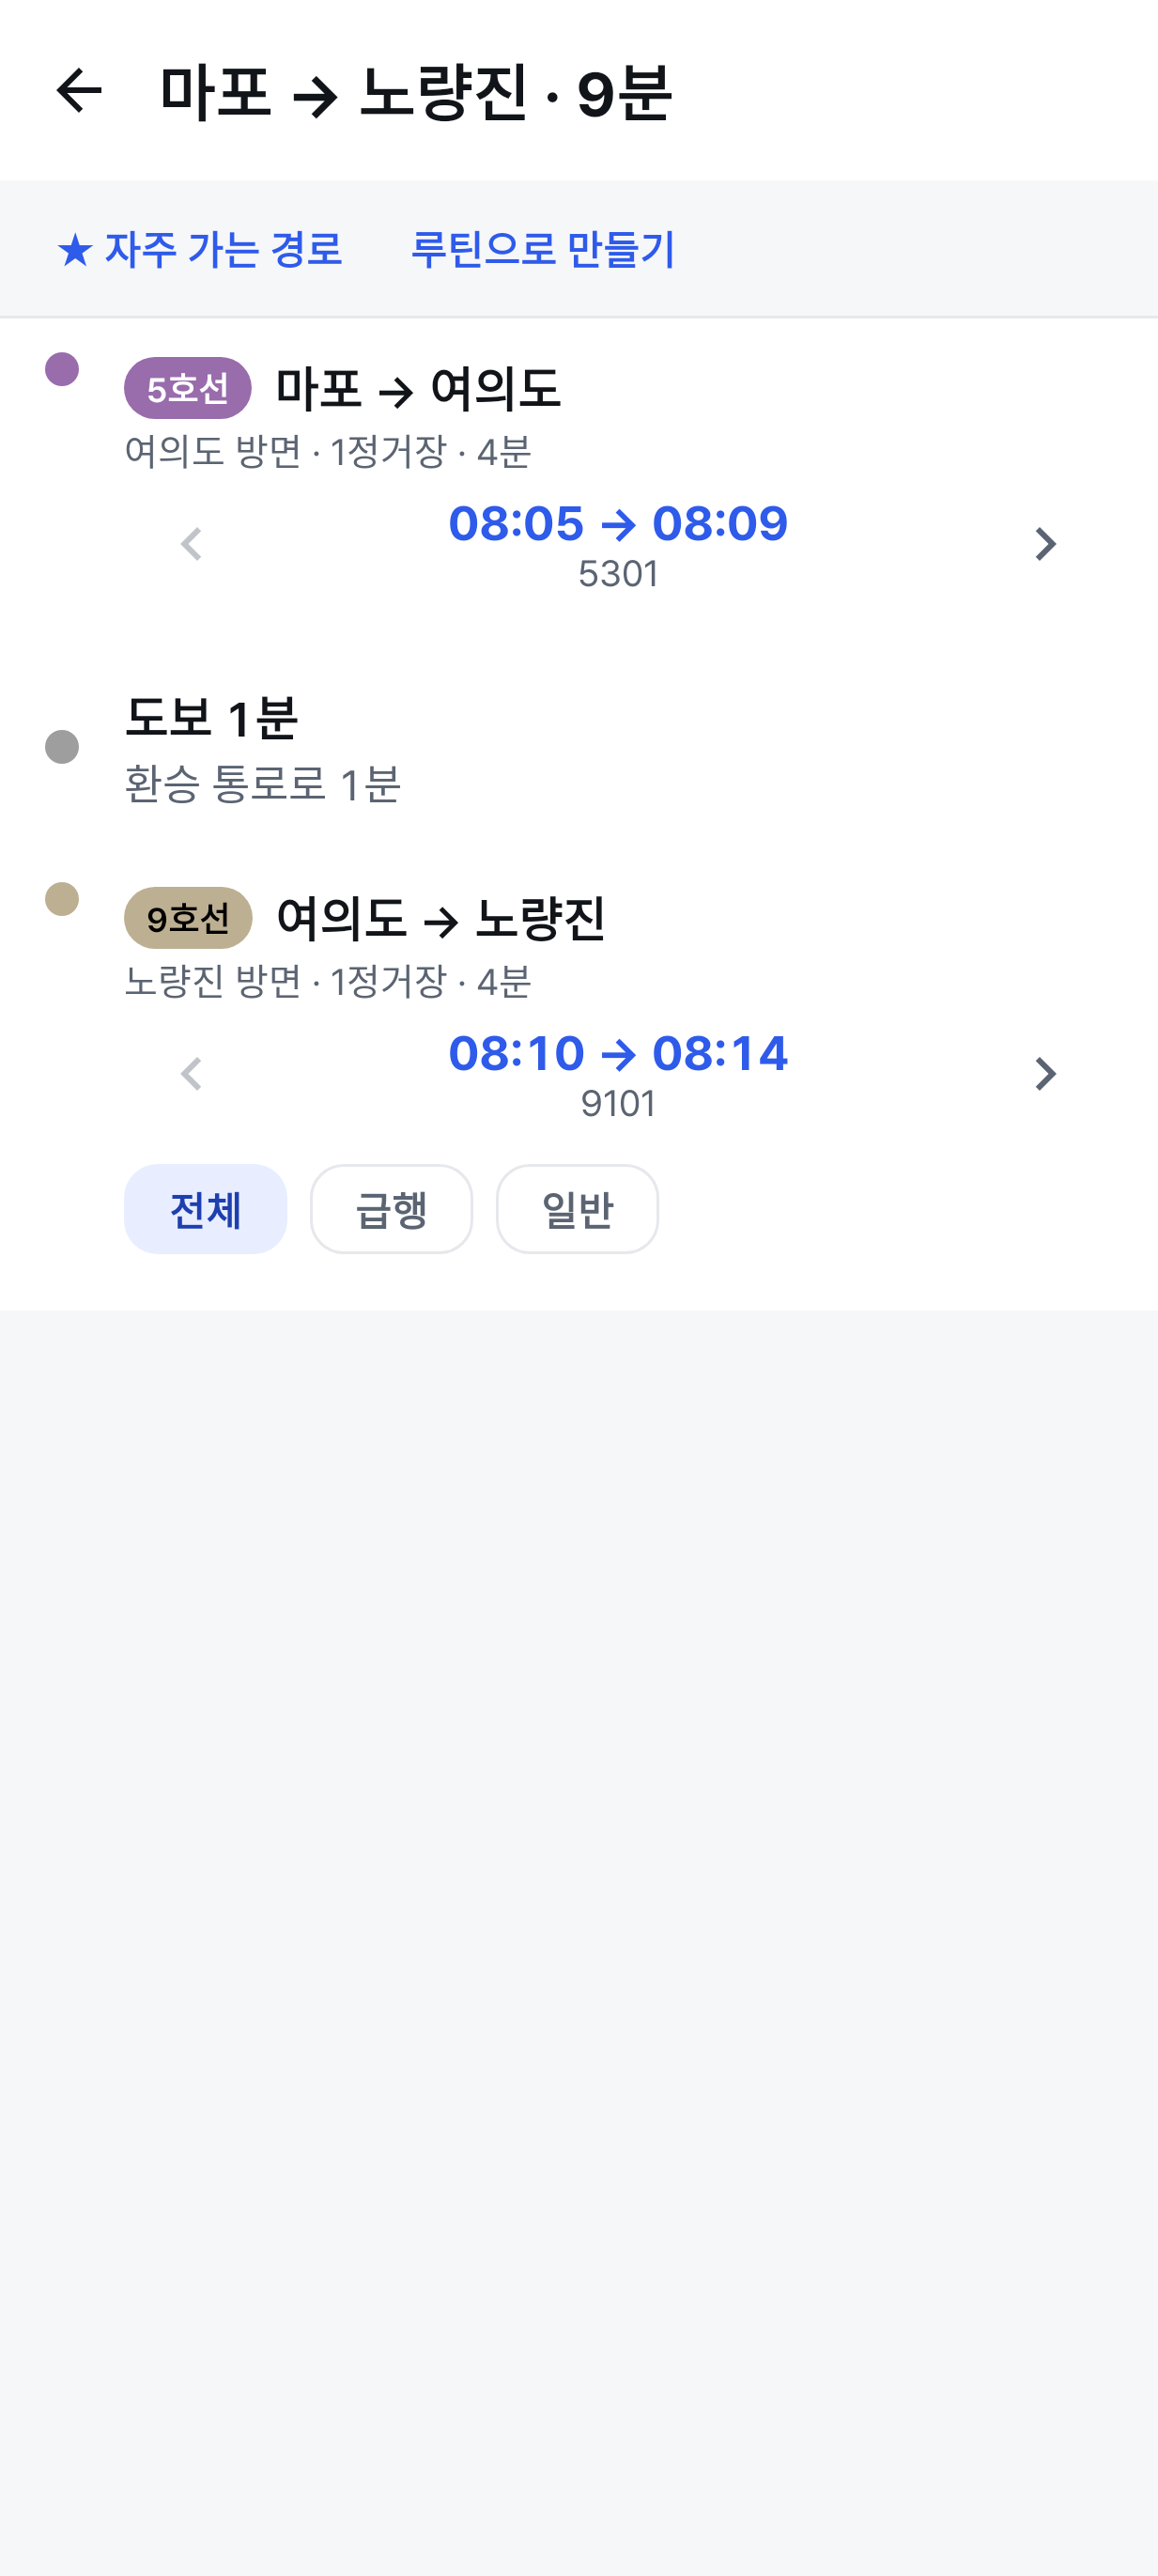 ← 마포 → 노량진 · 9분
★ 자주 가는 경로 루틴으로 만들기
5호선 마포 → 여의도
여의도 방면 · 1정거장 · 4분
08:05 → 08:09
5301
도보 1분
환승 통로로 1분
9호선 여의도 → 노량진
노량진 방면 · 1정거장 · 4분
08:10 → 08:14
9101
전체 급행 일반